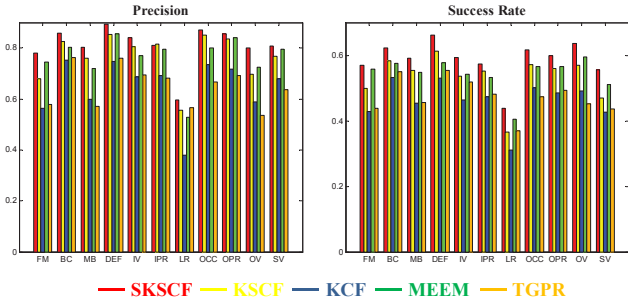 Precision
Success Rate
0.8
0.6
0.4
0.2
0
FM BC MB DEF IV IPR LR OCC OPR OV SV
0.6
0.4
0.2
0
FM BC MB DEF IV IPR LR OCC OPR OV SV
SKSCF KSCF KCF MEEM TGPR